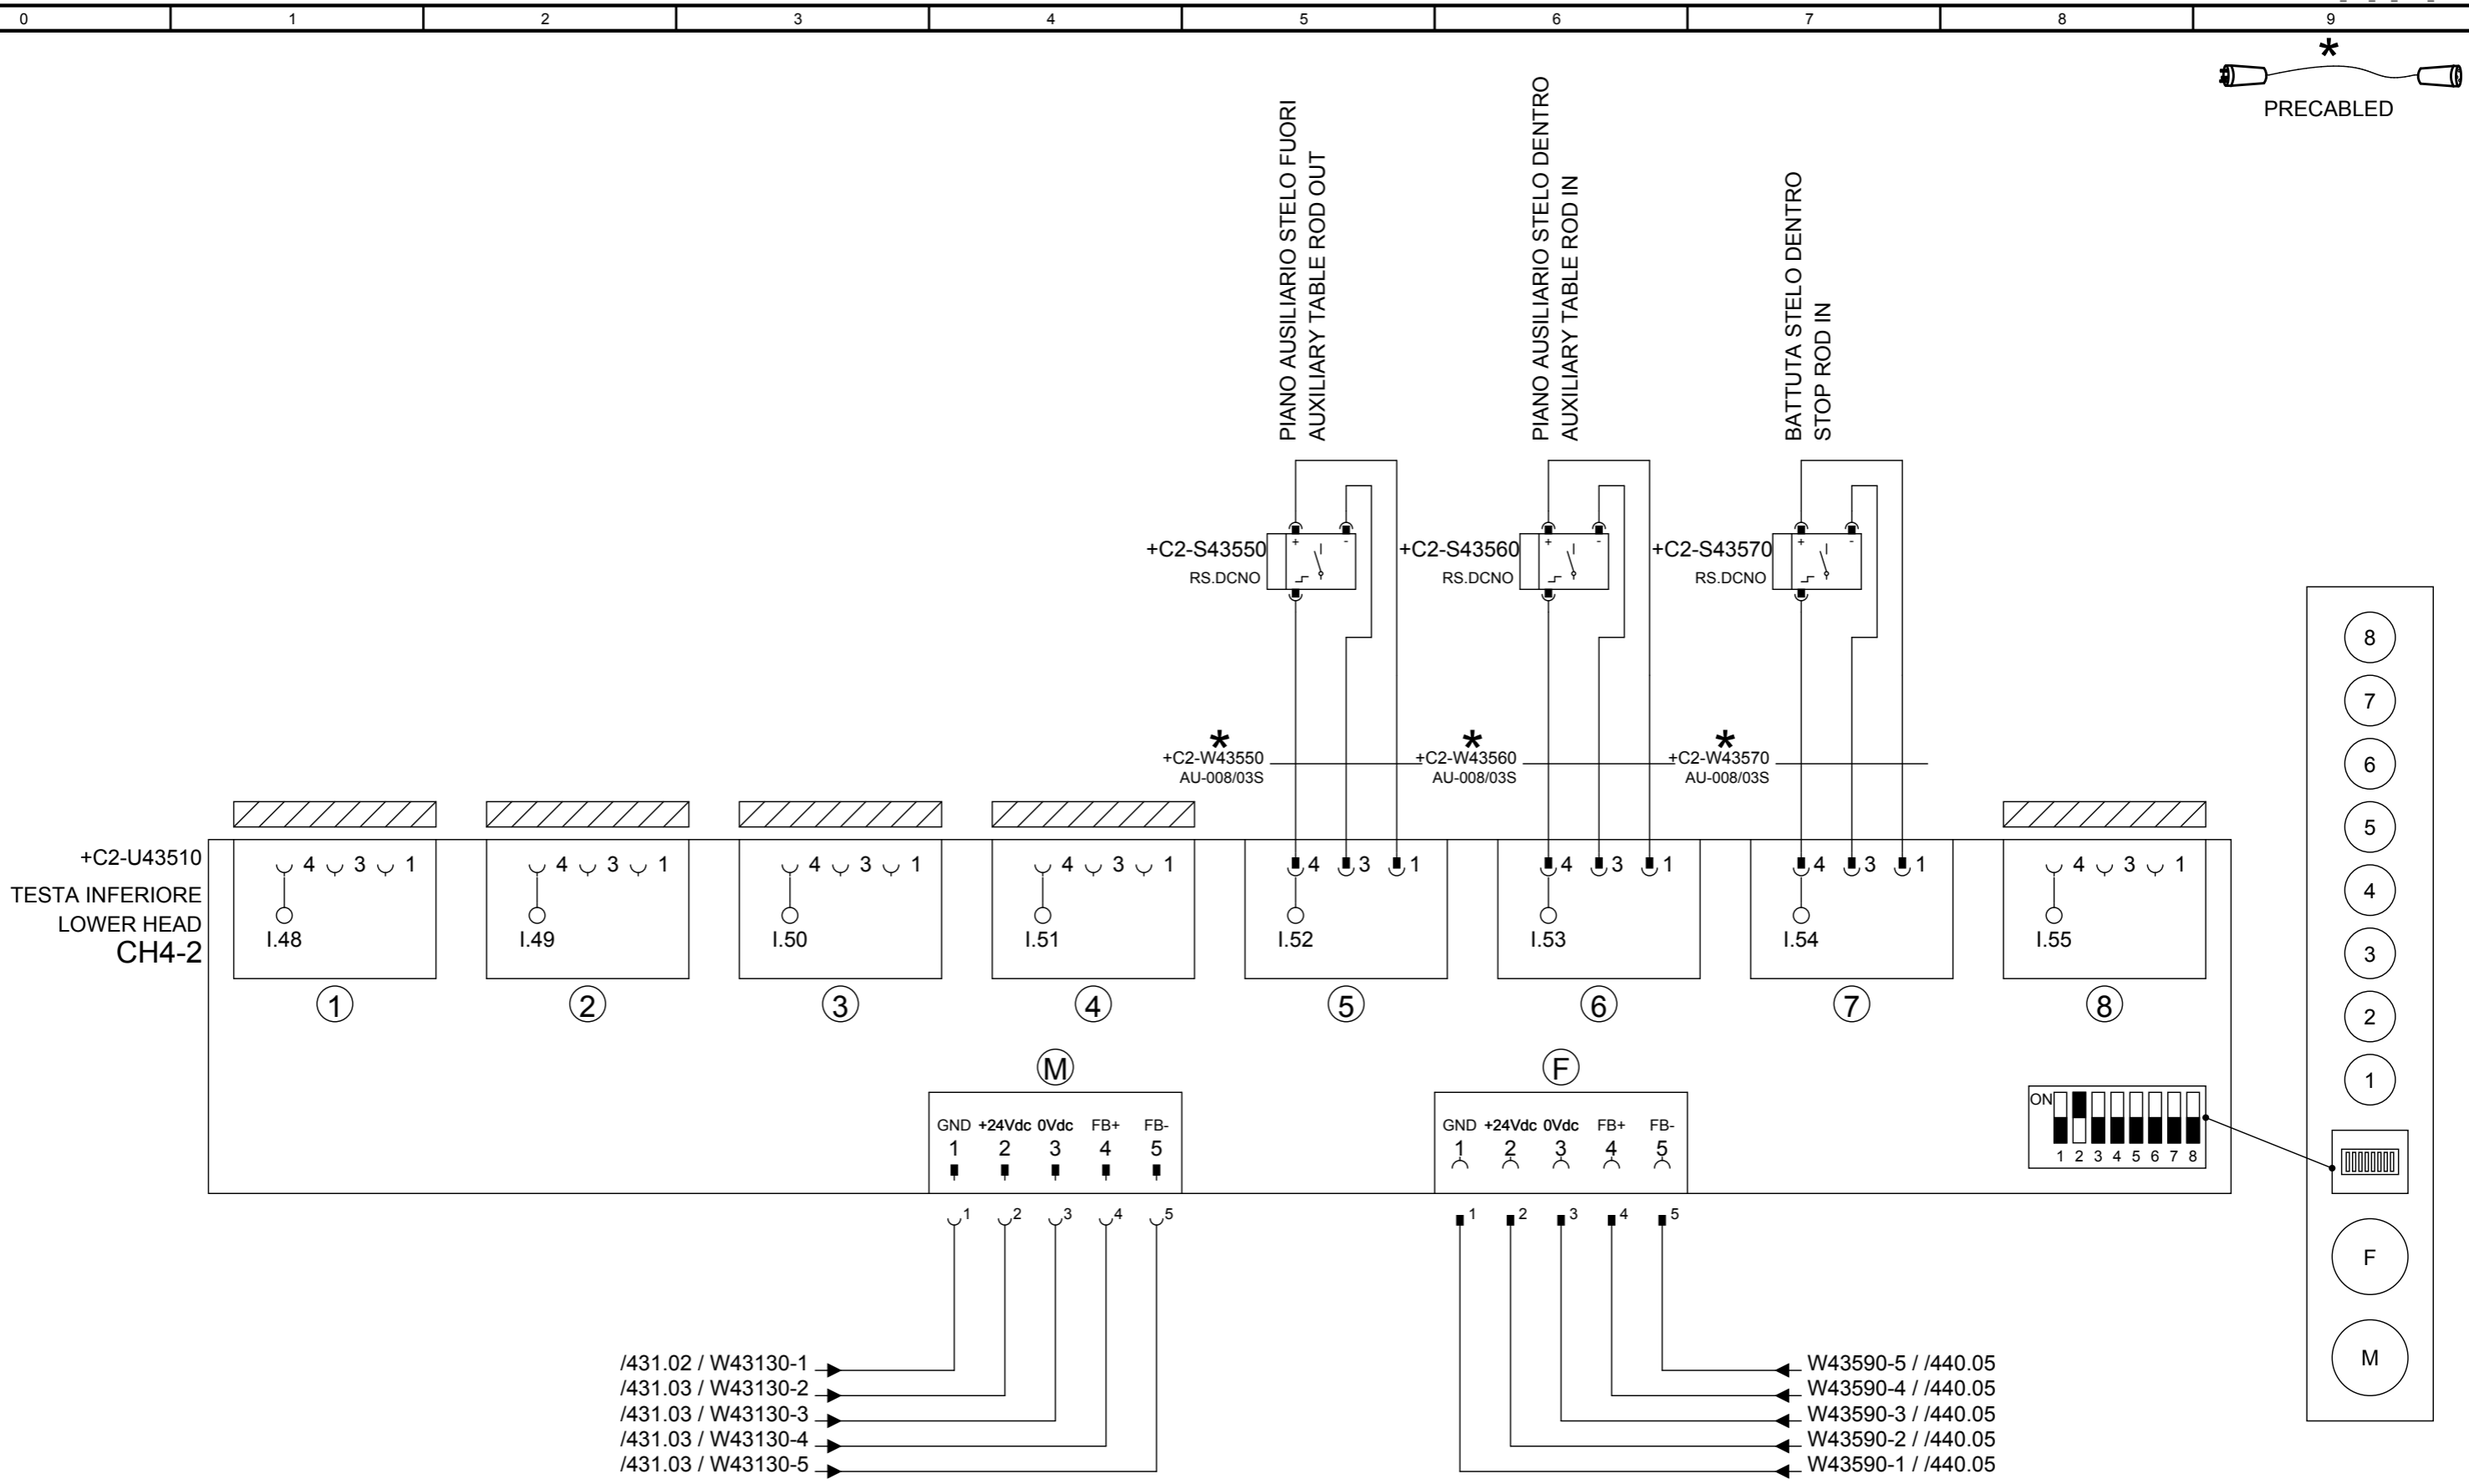 0 1 2 3 4 5 6 7 8 9
*
PRECABLED
PIANO AUSILIARIO STELO FUORI
AUXILIARY TABLE ROD OUT
PIANO AUSILIARIO STELO DENTRO
AUXILIARY TABLE ROD IN
BATTUTA STELO DENTRO
STOP ROD IN
+C2-S43550 + - +C2-S43560 + - +C2-S43570 + -
RS.DCNO RS.DCNO RS.DCNO
* * *
+C2-W43550 +C2-W43560 +C2-W43570
AU-008/03S AU-008/03S AU-008/03S
+C2-U43510
TESTA INFERIORE
LOWER HEAD
CH4-2
4 3 1 4 3 1 4 3 1 4 3 1 4 3 1 4 3 1 4 3 1 4 3 1
I.48 I.49 I.50 I.51 I.52 I.53 I.54 I.55
1 2 3 4 5 6 7 8
M F
GND +24Vdc 0Vdc FB+ FB-
1 2 3 4 5
1 2 3 4 5
GND +24Vdc 0Vdc FB+ FB-
1 2 3 4 5
1 2 3 4 5
ON
1 2 3 4 5 6 7 8
/431.02 / W43130-1
/431.03 / W43130-2
/431.03 / W43130-3
/431.03 / W43130-4
/431.03 / W43130-5
W43590-5 / /440.05
W43590-4 / /440.05
W43590-3 / /440.05
W43590-2 / /440.05
W43590-1 / /440.05
8
7
6
5
4
3
2
1
F
M